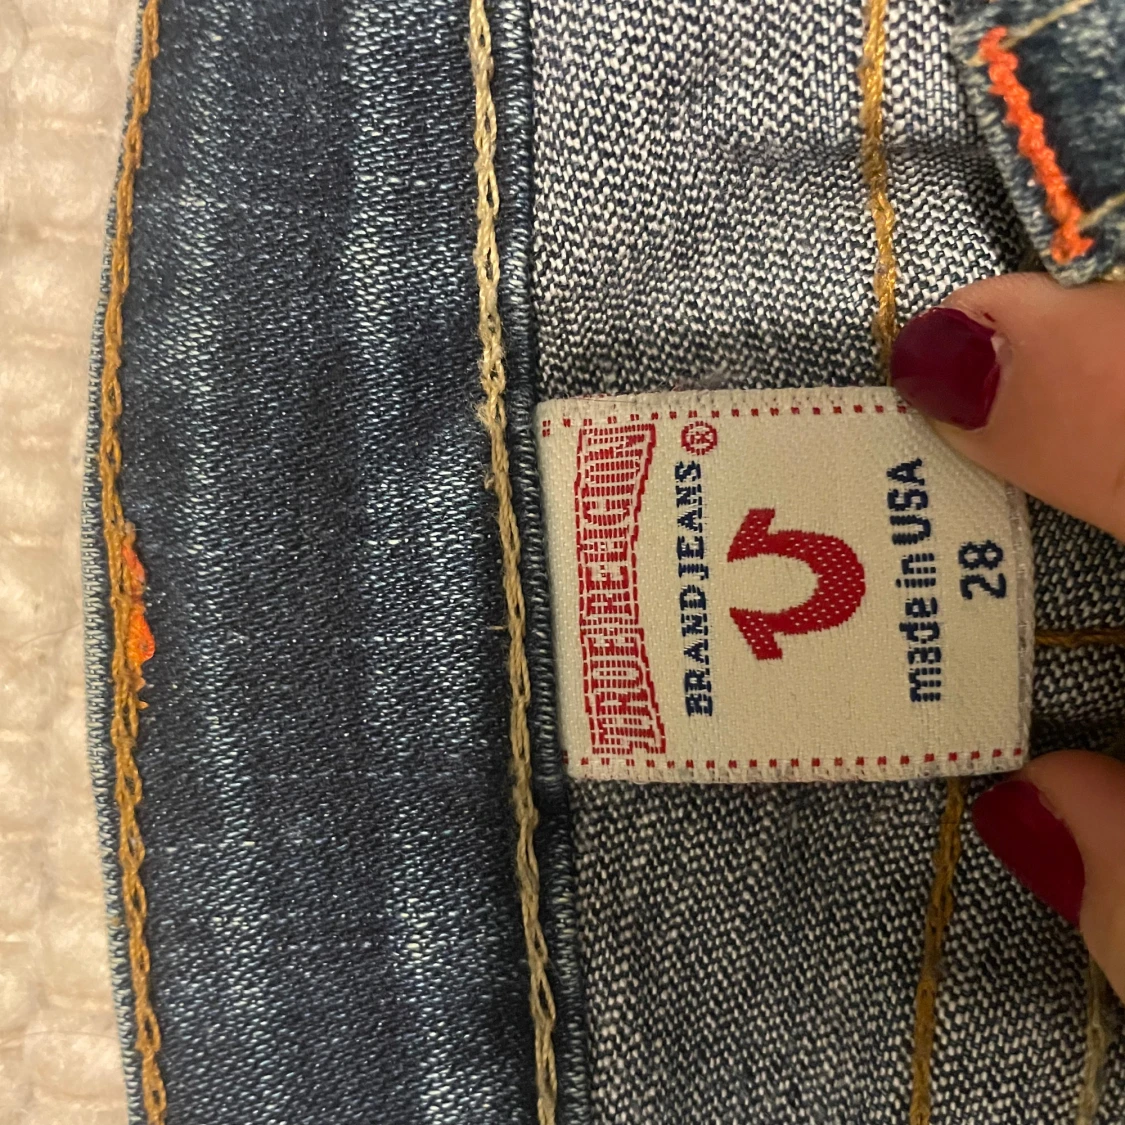 TRUE RELIGION
BRAND JEANS®
made in USA
28